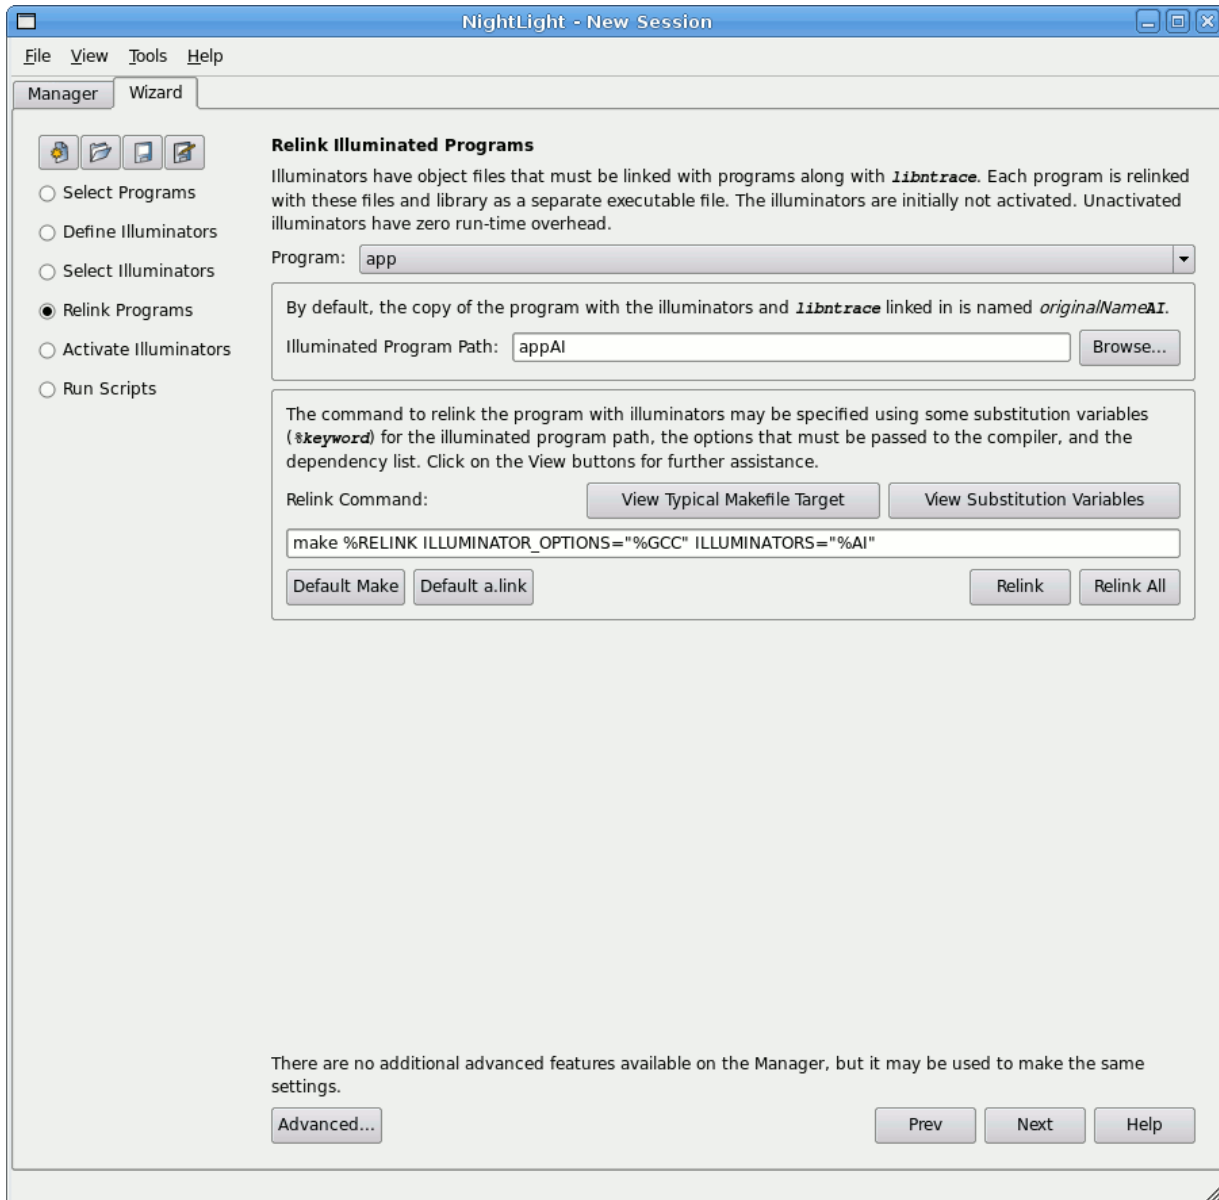 NightLight - New Session
File View Tools Help
Manager Wizard
Select Programs
Define Illuminators
Select Illuminators
Relink Programs
Activate Illuminators
Run Scripts
Relink Illuminated Programs
Illuminators have object files that must be linked with programs along with libntrace. Each program is relinked
with these files and library as a separate executable file. The illuminators are initially not activated. Unactivated
illuminators have zero run-time overhead.
Program: app
By default, the copy of the program with the illuminators and libntrace linked in is named originalNameAI.
Illuminated Program Path: appAI Browse...
The command to relink the program with illuminators may be specified using some substitution variables
(%keyword) for the illuminated program path, the options that must be passed to the compiler, and the
dependency list. Click on the View buttons for further assistance.
Relink Command: View Typical Makefile Target View Substitution Variables
make %RELINK ILLUMINATOR_OPTIONS="%GCC" ILLUMINATORS="%AI"
Default Make Default a.link Relink Relink All
There are no additional advanced features available on the Manager, but it may be used to make the same
settings.
Advanced... Prev Next Help